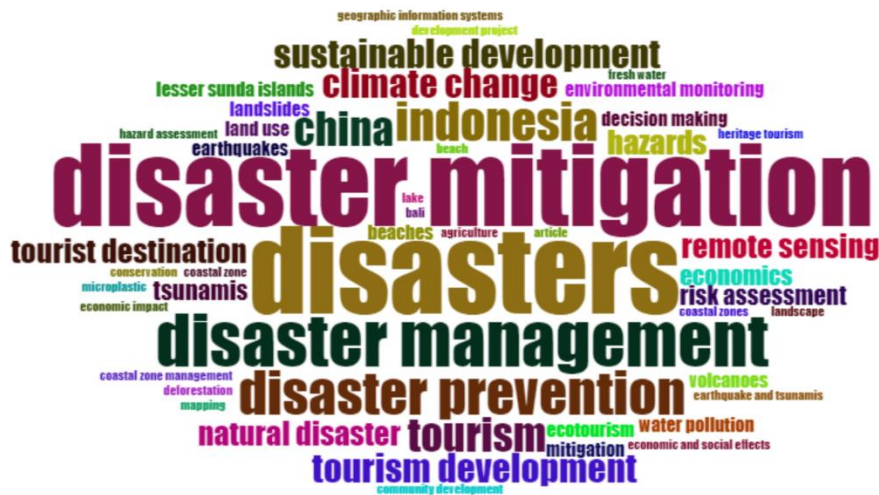 geographic information systems
development project
sustainable development
fresh water
lesser sunda islands climate change environmental monitoring
landslides
hazard assessment land use china indonesia decision making heritage tourism
earthquakes beach hazards
disaster mitigation
lake
bali
beaches agriculture article
tourist destination disasters remote sensing
conservation coastal zone economics
microplastic tsunamis risk assessment
economic impact coastal zones landscape
disaster management
coastal zone management volcanoes
deforestation disaster prevention earthquake and tsunamis
mapping
natural disaster tourism ecotourism water pollution
mitigation economic and social effects
tourism development
community development